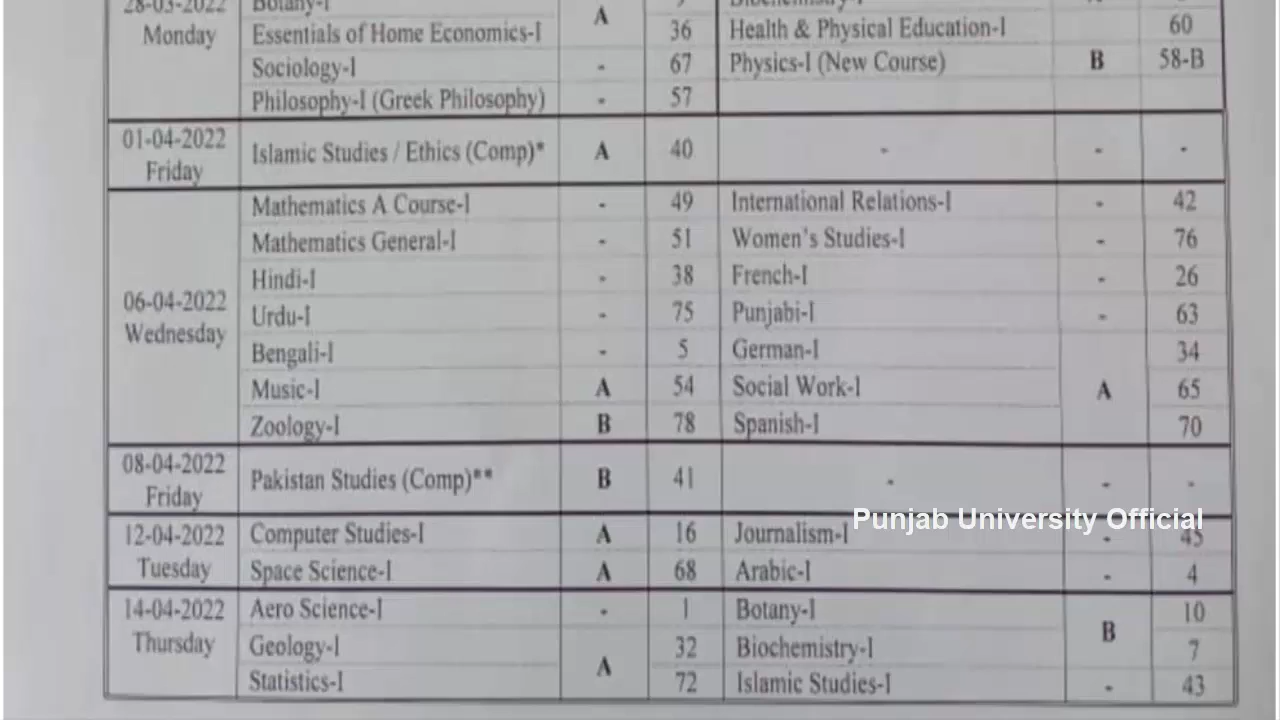 28-03-2022 Botany-I
Monday
A
Essentials of Home Economics-I 36 Health & Physical Education-I 60
Sociology-I - 67 Physics-I (New Course) B 58-B
Philosophy-I (Greek Philosophy) - 57
01-04-2022
Friday
Islamic Studies / Ethics (Comp)* A 40 - - -
06-04-2022
Wednesday
Mathematics A Course-I - 49 International Relations-I - 42
Mathematics General-I - 51 Women's Studies-I - 76
Hindi-I - 38 French-I - 26
Urdu-I - 75 Punjabi-I - 63
Bengali-I - 5 German-I 34
Music-I A 54 Social Work-I A 65
Zoology-I B 78 Spanish-I 70
08-04-2022
Friday
Pakistan Studies (Comp)** B 41 - - -
Punjab University Official
12-04-2022
Tuesday
Computer Studies-I A 16 Journalism-I - 45
Space Science-I A 68 Arabic-I - 4
14-04-2022
Thursday
Aero Science-I - 1 Botany-I 10
B
Geology-I 32 Biochemistry-I 7
A
Statistics-I 72 Islamic Studies-I - 43